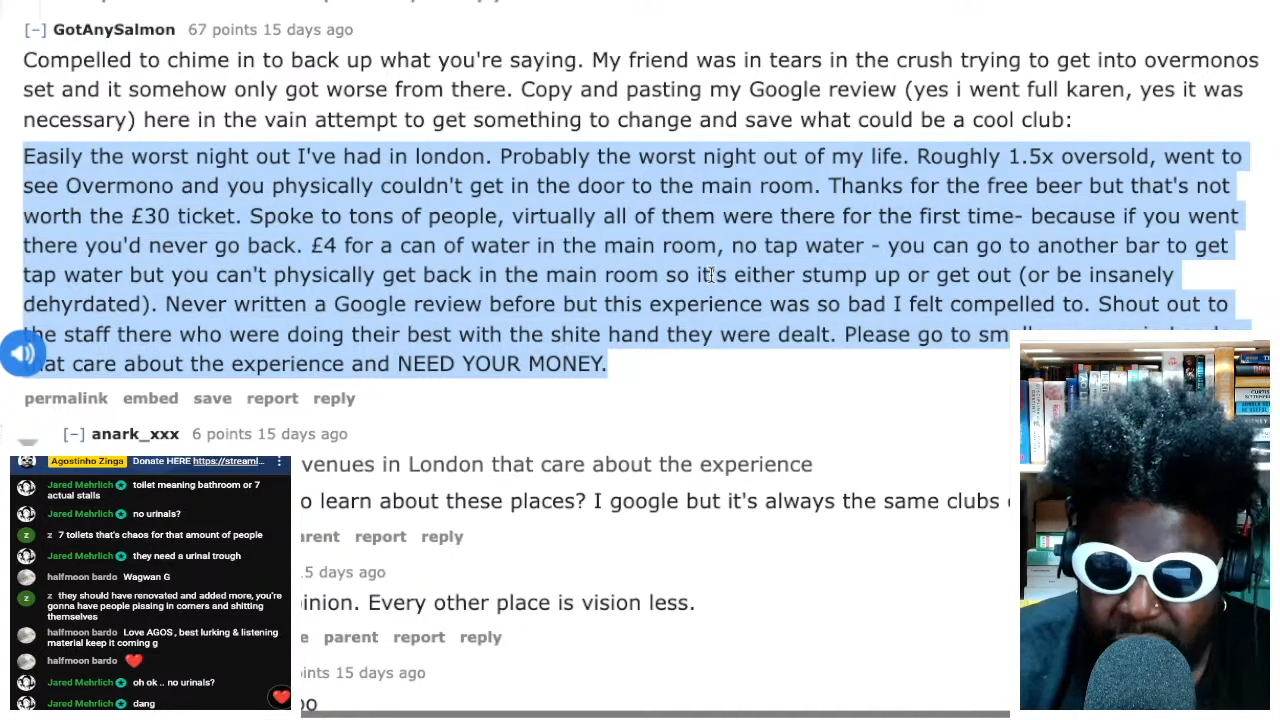 [–] GotAnySalmon 67 points 15 days ago
Compelled to chime in to back up what you're saying. My friend was in tears in the crush trying to get into overmonos
set and it somehow only got worse from there. Copy and pasting my Google review (yes i went full karen, yes it was
necessary) here in the vain attempt to get something to change and save what could be a cool club:
Easily the worst night out I've had in london. Probably the worst night out of my life. Roughly 1.5x oversold, went to
see Overmono and you physically couldn't get in the door to the main room. Thanks for the free beer but that's not
worth the £30 ticket. Spoke to tons of people, virtually all of them were there for the first time- because if you went
there you'd never go back. £4 for a can of water in the main room, no tap water - you can go to another bar to get
tap water but you can't physically get back in the main room so it's either stump up or get out (or be insanely
dehyrdated). Never written a Google review before but this experience was so bad I felt compelled to. Shout out to
the staff there who were doing their best with the shite hand they were dealt. Please go to
that care about the experience and NEED YOUR MONEY.
permalink embed save report reply
[–] anark_xxx 6 points 15 days ago
venues in London that care about the experience
o learn about these places? I google but it's always the same clubs
arent report reply
15 days ago
inion. Every other place is vision less.
e parent report reply
ints 15 days ago
Agostinho Zinga Donate HERE https://streaml...
Jared Mehrlich toilet meaning bathroom or 7
actual stalls
Jared Mehrlich no urinals?
z z 7 toilets that's chaos for that amount of people
Jared Mehrlich they need a urinal trough
halfmoon bardo Wagwan G
z z they should have renovated and added more, you're
gonna have people pissing in corners and shitting
themselves
halfmoon bardo Love AGOS , best lurking & listening
material keep it coming g
halfmoon bardo ❤️
Jared Mehrlich oh ok .. no urinals?
Jared Mehrlich dang